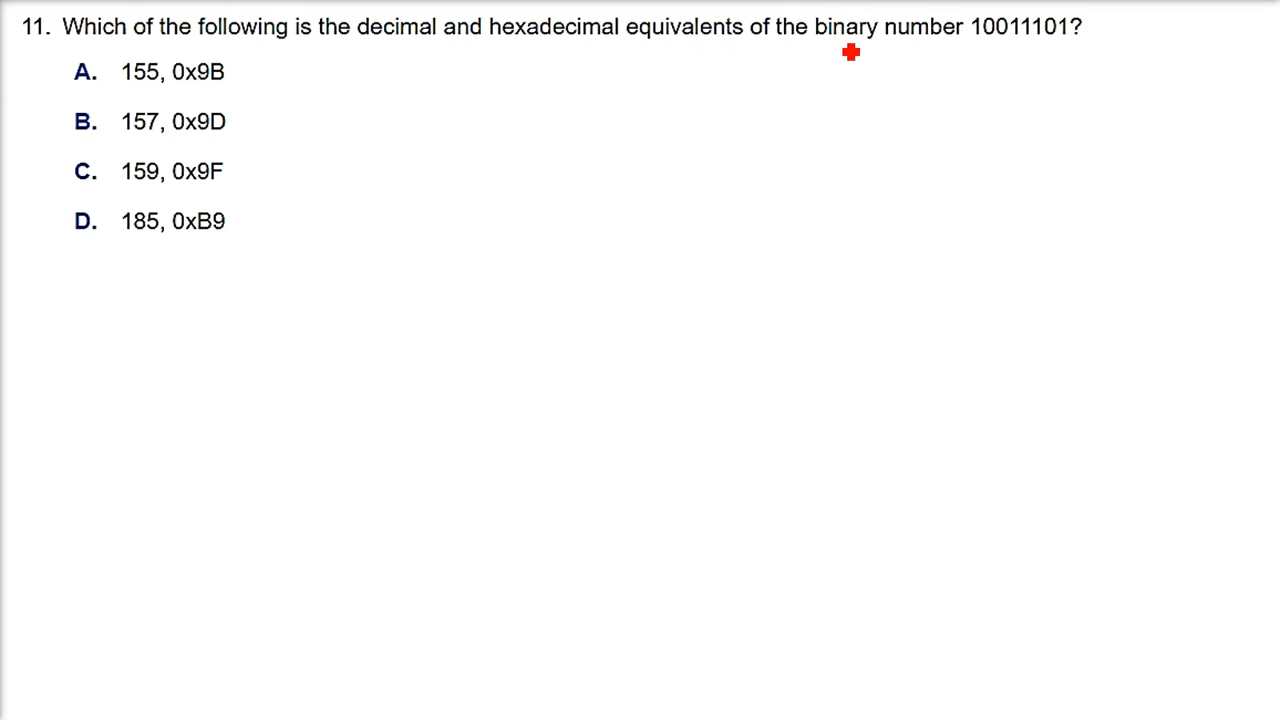 11. Which of the following is the decimal and hexadecimal equivalents of the binary number 10011101?
A. 155, 0x9B
B. 157, 0x9D
C. 159, 0x9F
D. 185, 0xB9